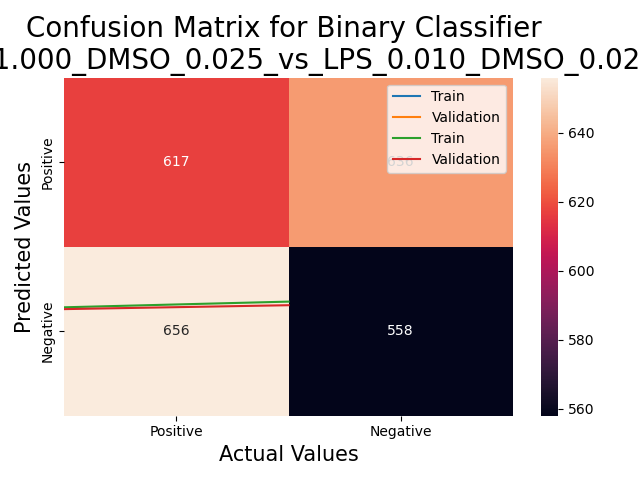 Confusion Matrix for Binary Classifier
1.000_DMSO_0.025_vs_LPS_0.010_DMSO_0.02
Train
Validation
Train
Validation
Positive
617
Predicted Values
Negative
656
558
Positive
Negative
Actual Values
640
620
600
580
560